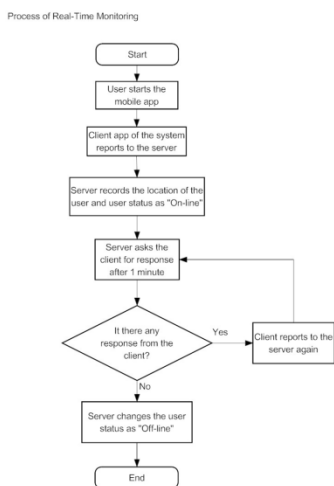 Process of Real-Time Monitoring
Start
User starts the
mobile app
Client app of the system
reports to the server
Server records the location of the
user and user status as "On-line"
Server asks the
client for response
after 1 minute
It there any
response from the
client?
Yes
Client reports to the
server again
No
Server changes the user
status as "Off-line"
End